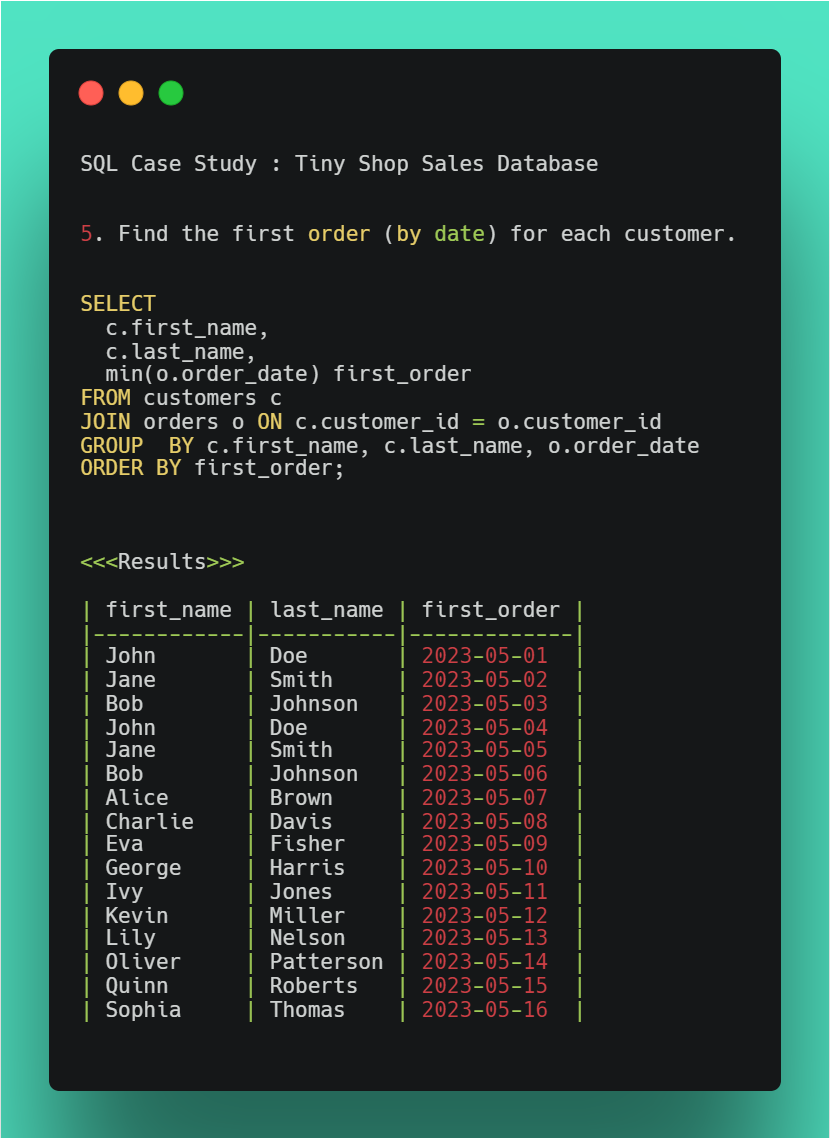 SQL Case Study : Tiny Shop Sales Database
5. Find the first order (by date) for each customer.
SELECT
  c.first_name,
  c.last_name,
  min(o.order_date) first_order
FROM customers c
JOIN orders o ON c.customer_id = o.customer_id
GROUP  BY c.first_name, c.last_name, o.order_date
ORDER BY first_order;
<<<Results>>>
| first_name | last_name | first_order |
|------------|-----------|-------------|
| John       | Doe       | 2023-05-01  |
| Jane       | Smith     | 2023-05-02  |
| Bob        | Johnson   | 2023-05-03  |
| John       | Doe       | 2023-05-04  |
| Jane       | Smith     | 2023-05-05  |
| Bob        | Johnson   | 2023-05-06  |
| Alice      | Brown     | 2023-05-07  |
| Charlie    | Davis     | 2023-05-08  |
| Eva        | Fisher    | 2023-05-09  |
| George     | Harris    | 2023-05-10  |
| Ivy        | Jones     | 2023-05-11  |
| Kevin      | Miller    | 2023-05-12  |
| Lily       | Nelson    | 2023-05-13  |
| Oliver     | Patterson | 2023-05-14  |
| Quinn      | Roberts   | 2023-05-15  |
| Sophia     | Thomas    | 2023-05-16  |